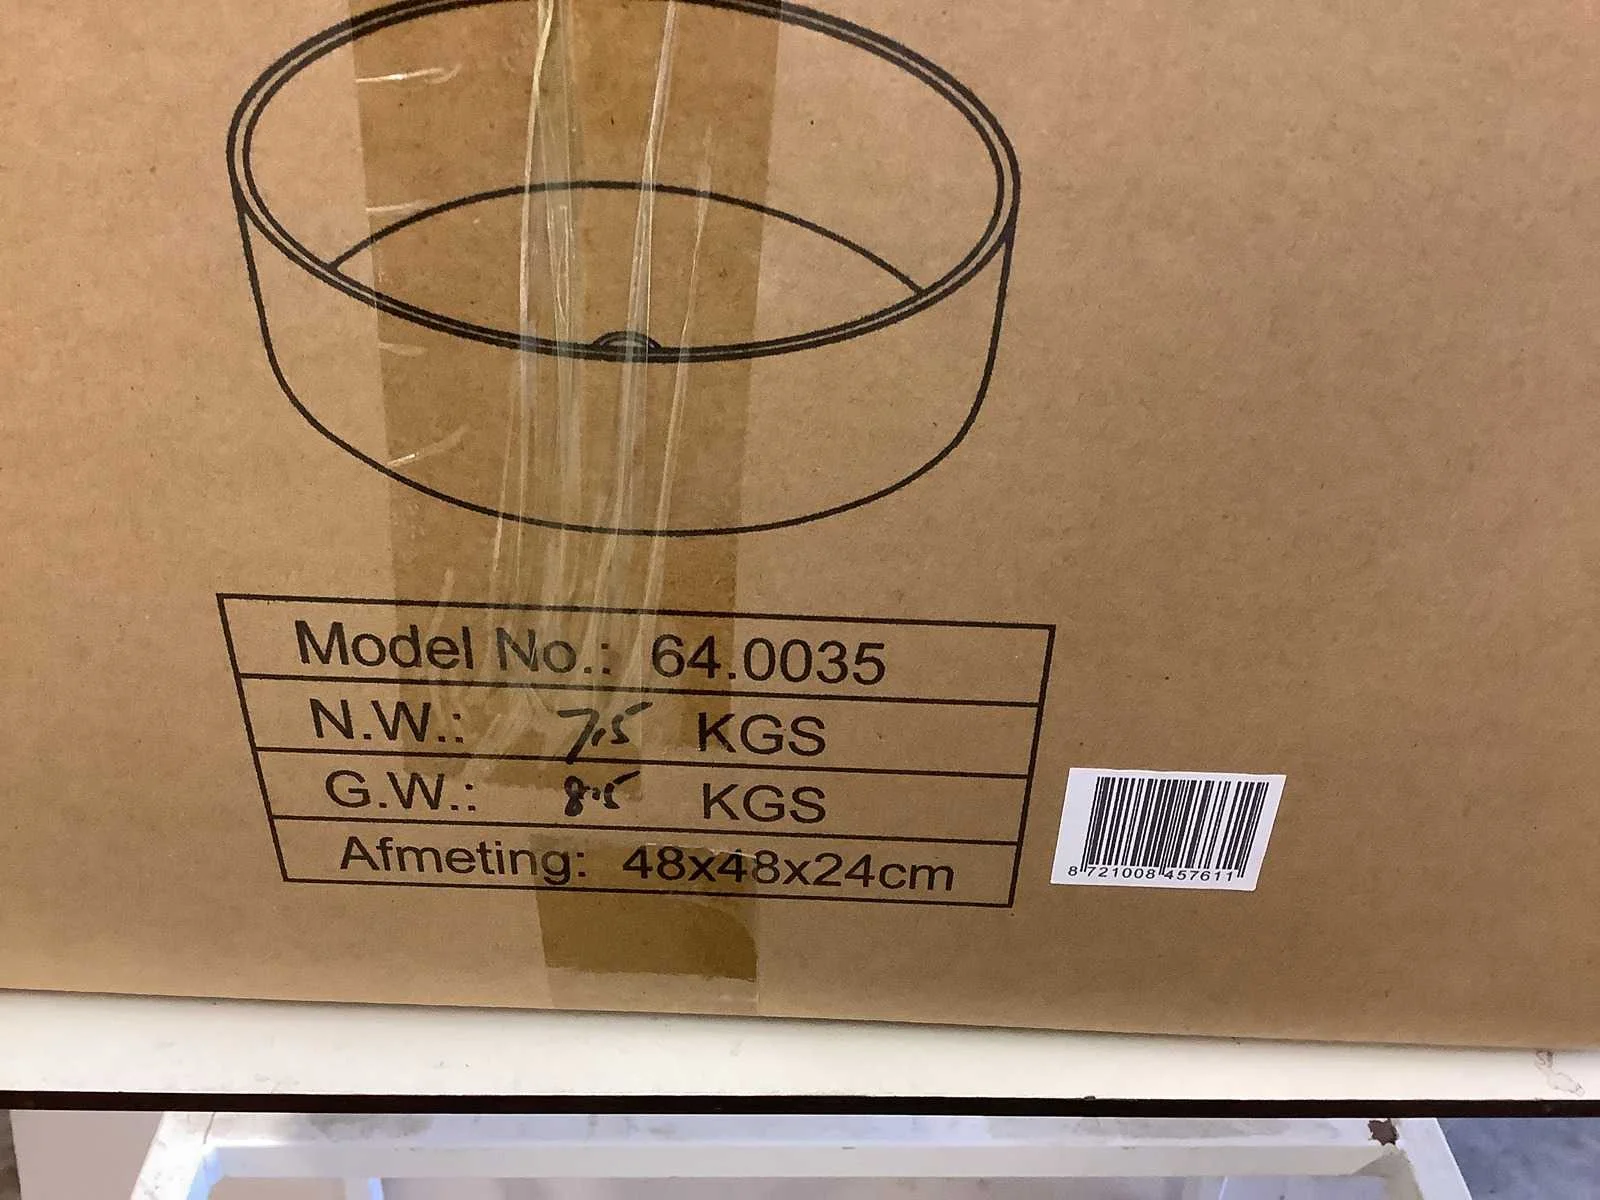 Model No.: 64.0035
N.W.: 7.5 KGS
G.W.: 8.5 KGS
Afmeting: 48x48x24cm
8 721008 457611